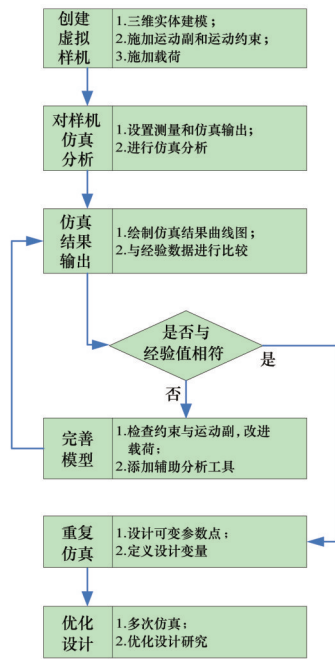 创建
虚拟
样机
1.三维实体建模；
2.施加运动副和运动约束；
3.施加载荷
对样机
仿真
分析
1.设置测量和仿真输出；
2.进行仿真分析
仿真
结果
输出
1.绘制仿真结果曲线图；
2.与经验数据进行比较
是否与
经验值相符
是
否
完善
模型
1.检查约束与运动副，改进
载荷；
2.添加辅助分析工具
重复
仿真
1.设计可变参数点；
2.定义设计变量
优化
设计
1.多次仿真；
2.优化设计研究